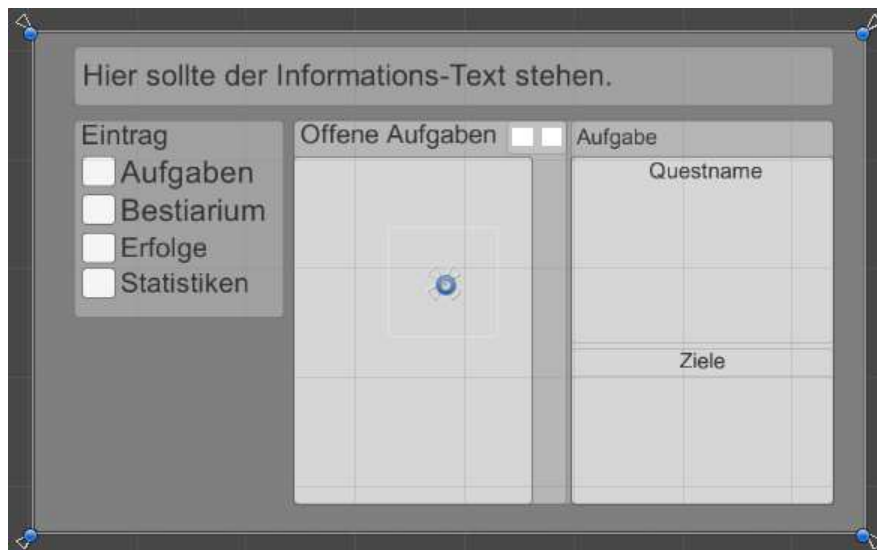 Hier sollte der Informations-Text stehen.
Eintrag
Aufgaben
Bestiarium
Erfolge
Statistiken
Offene Aufgaben
Aufgabe
Questname
Ziele